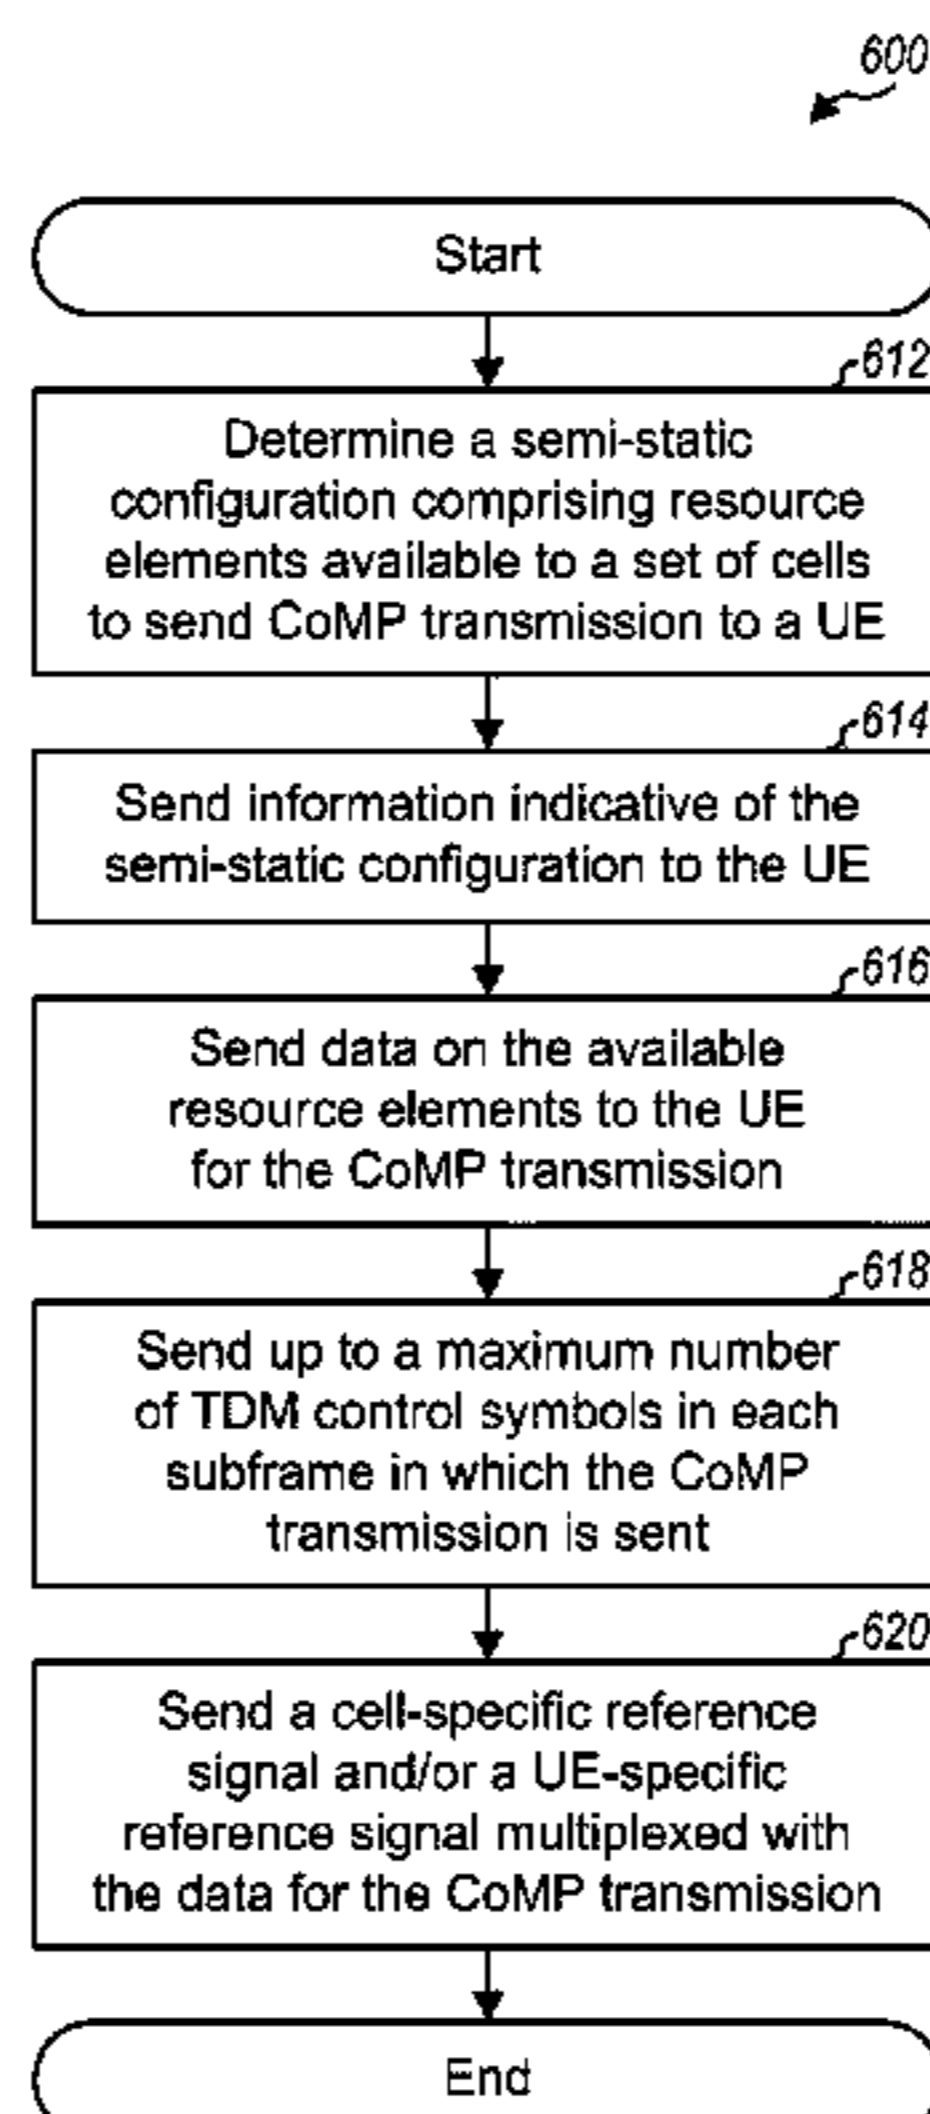 600
Start
612
Determine a semi-static
configuration comprising resource
elements available to a set of cells
to send CoMP transmission to a UE
614
Send information indicative of the
semi-static configuration to the UE
616
Send data on the available
resource elements to the UE
for the CoMP transmission
618
Send up to a maximum number
of TDM control symbols in each
subframe in which the CoMP
transmission is sent
620
Send a cell-specific reference
signal and/or a UE-specific
reference signal multiplexed with
the data for the CoMP transmission
End